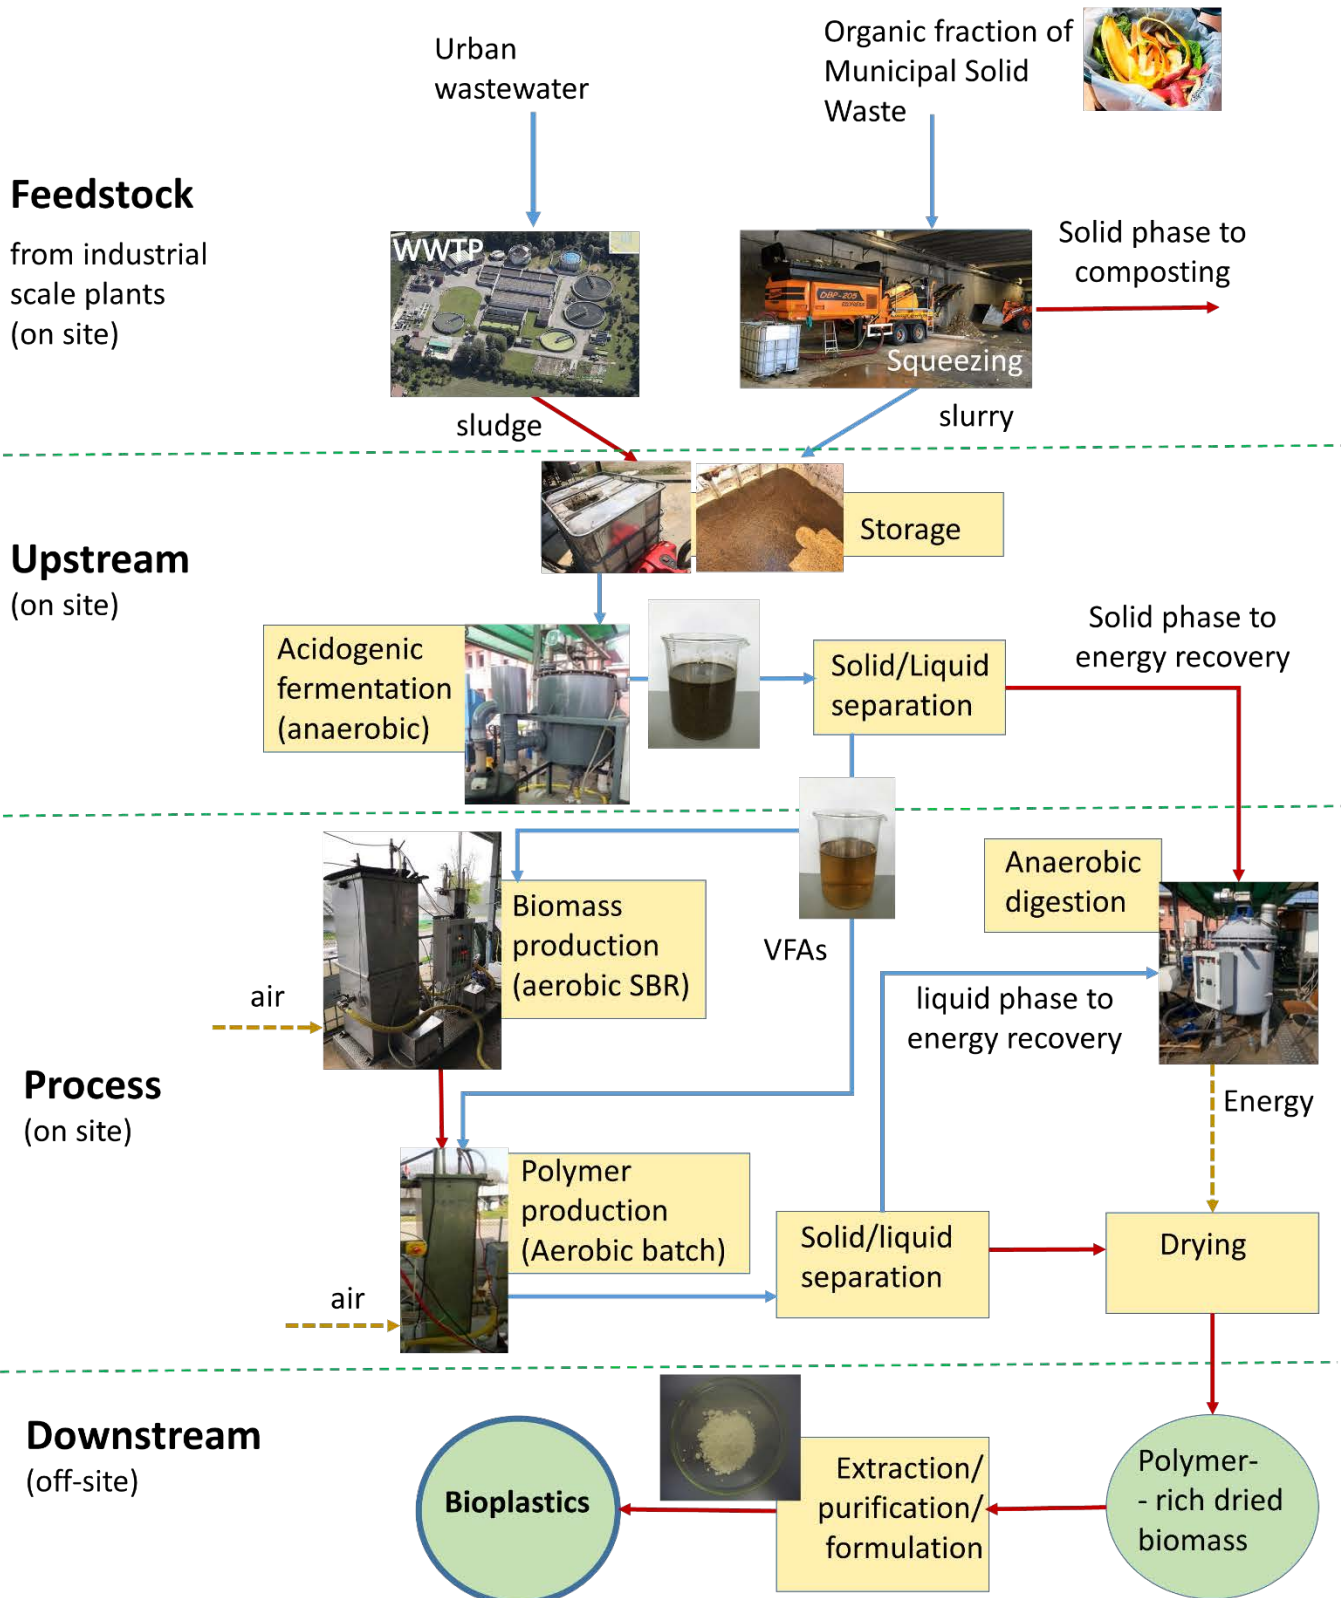 Urban
wastewater
Organic fraction of
Municipal Solid
Waste
Feedstock
from industrial
scale plants
(on site)
WWTP
DBP-205
Squeezing
Solid phase to
composting
sludge
slurry
Storage
Upstream
(on site)
Acidogenic
fermentation
(anaerobic)
Solid/Liquid
separation
Solid phase to
energy recovery
Biomass
production
(aerobic SBR)
VFAs
Anaerobic
digestion
air
liquid phase to
energy recovery
Process
(on site)
Energy
Polymer
production
(Aerobic batch)
Solid/liquid
separation
Drying
air
Downstream
(off-site)
Bioplastics
Extraction/
purification/
formulation
Polymer-
- rich dried
biomass